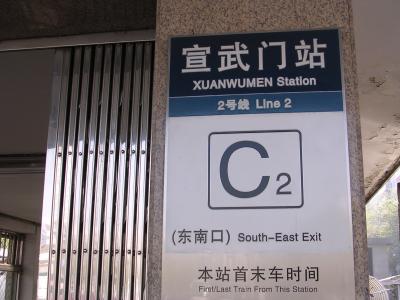 宣武门站
XUANWUMEN Station
2号线 Line 2
C2
(东南口) South-East Exit
本站首末车时间
First/Last Train From This Station